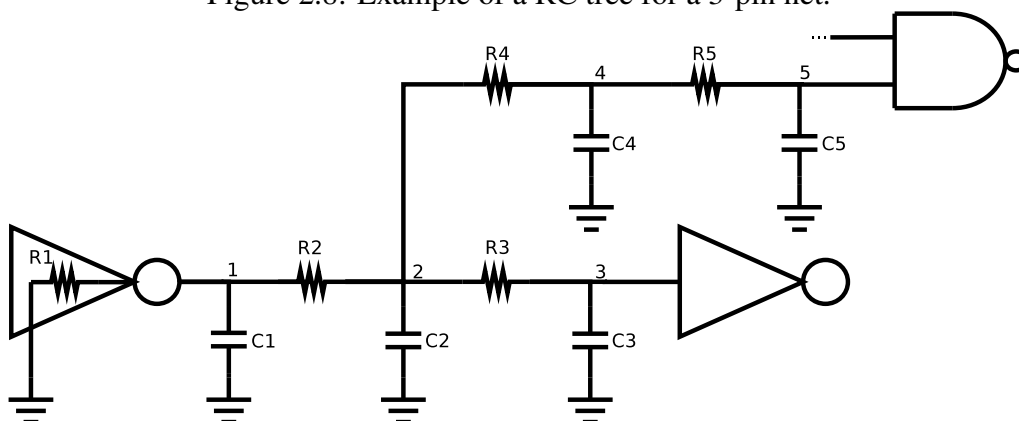 Figure 2.8: Example of a RC tree for a 3-pin net.
R4
R5
4
5
C4
C5
R1
1
R2
2
R3
3
C1
C2
C3